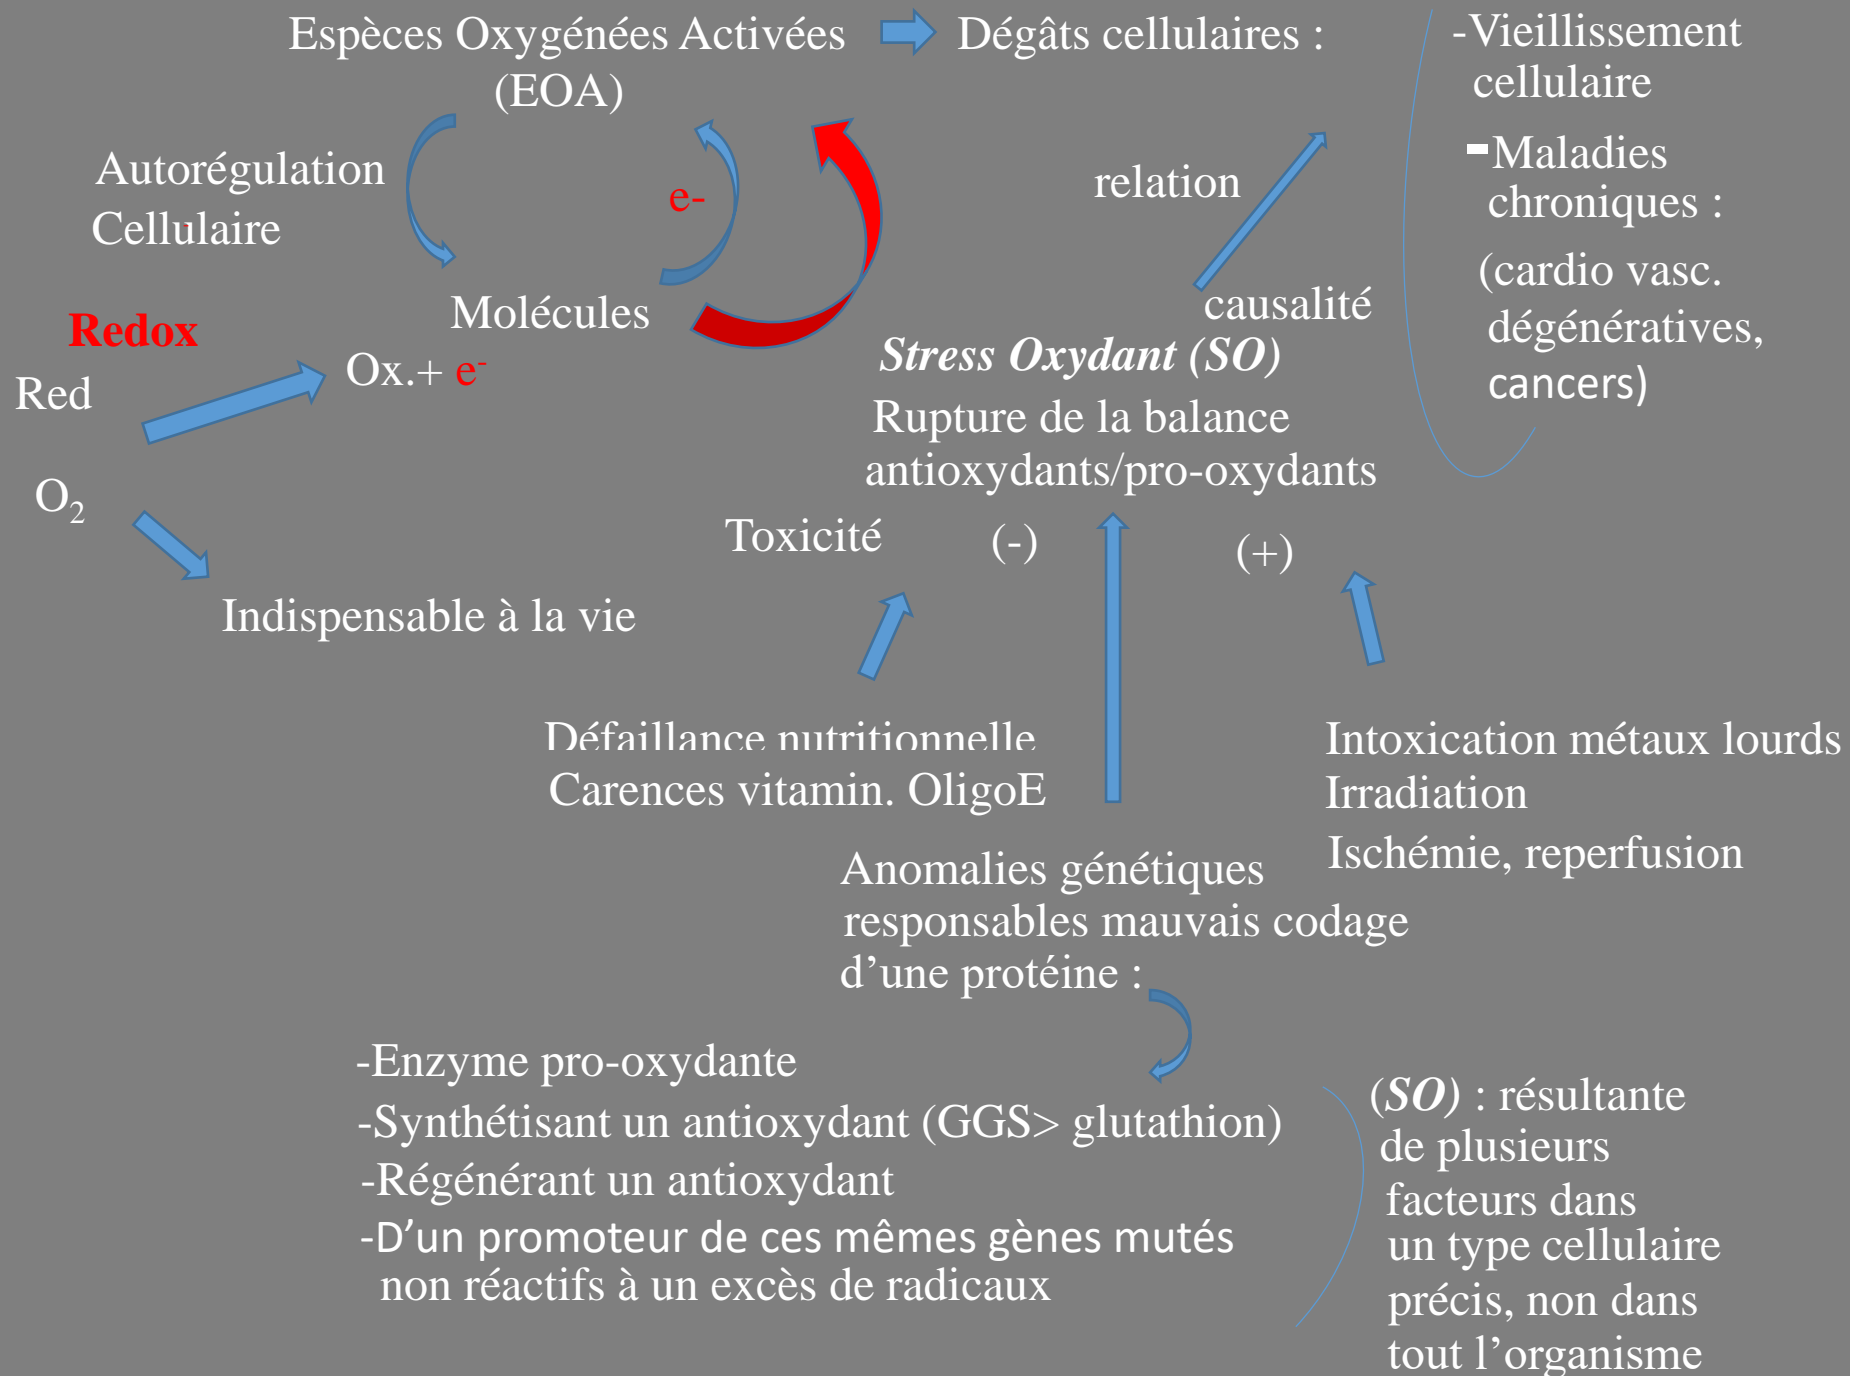 Espèces Oxygénées Activées
(EOA)
Dégâts cellulaires :
-Vieillissement
cellulaire
-Maladies
chroniques :
(cardio vasc.
dégénératives,
cancers)
Autorégulation
Cellulaire
e-
relation
causalité
Molécules
Redox
Red
Ox.+ e-
O2
Indispensable à la vie
Stress Oxydant (SO)
Rupture de la balance
antioxydants/pro-oxydants
Toxicité (-) (+)
Défaillance nutritionnelle
Carences vitamin. OligoE
Intoxication métaux lourds
Irradiation
Ischémie, reperfusion
Anomalies génétiques
responsables mauvais codage
d’une protéine :
-Enzyme pro-oxydante
-Synthétisant un antioxydant (GGS> glutathion)
-Régénérant un antioxydant
-D’un promoteur de ces mêmes gènes mutés
non réactifs à un excès de radicaux
(SO) : résultante
de plusieurs
facteurs dans
un type cellulaire
précis, non dans
tout l’organisme